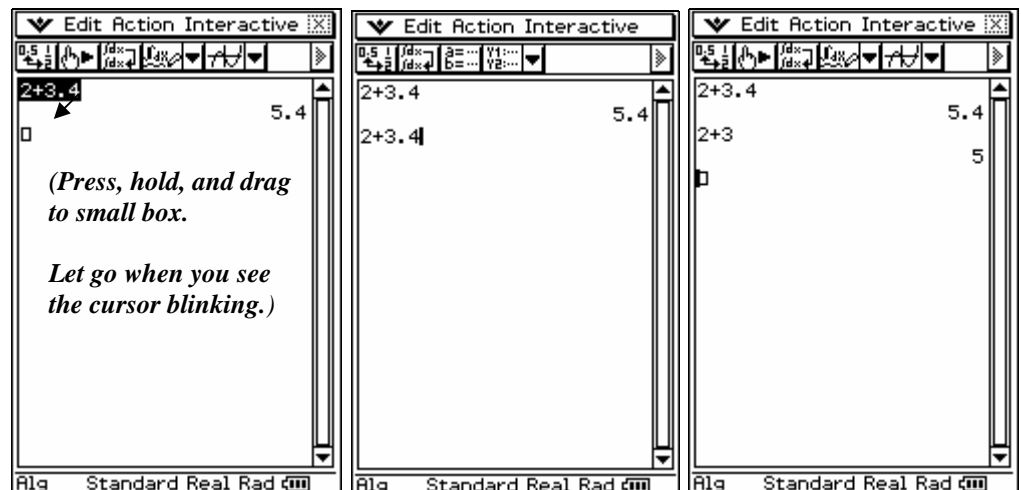 Edit Action Interactive
2+3.4
5.4
(Press, hold, and drag
to small box.
Let go when you see
the cursor blinking.)
Alg Standard Real Rad
Edit Action Interactive
2+3.4
5.4
2+3.4
Alg Standard Real Rad
Edit Action Interactive
2+3.4
5.4
2+3
5
Alg Standard Real Rad